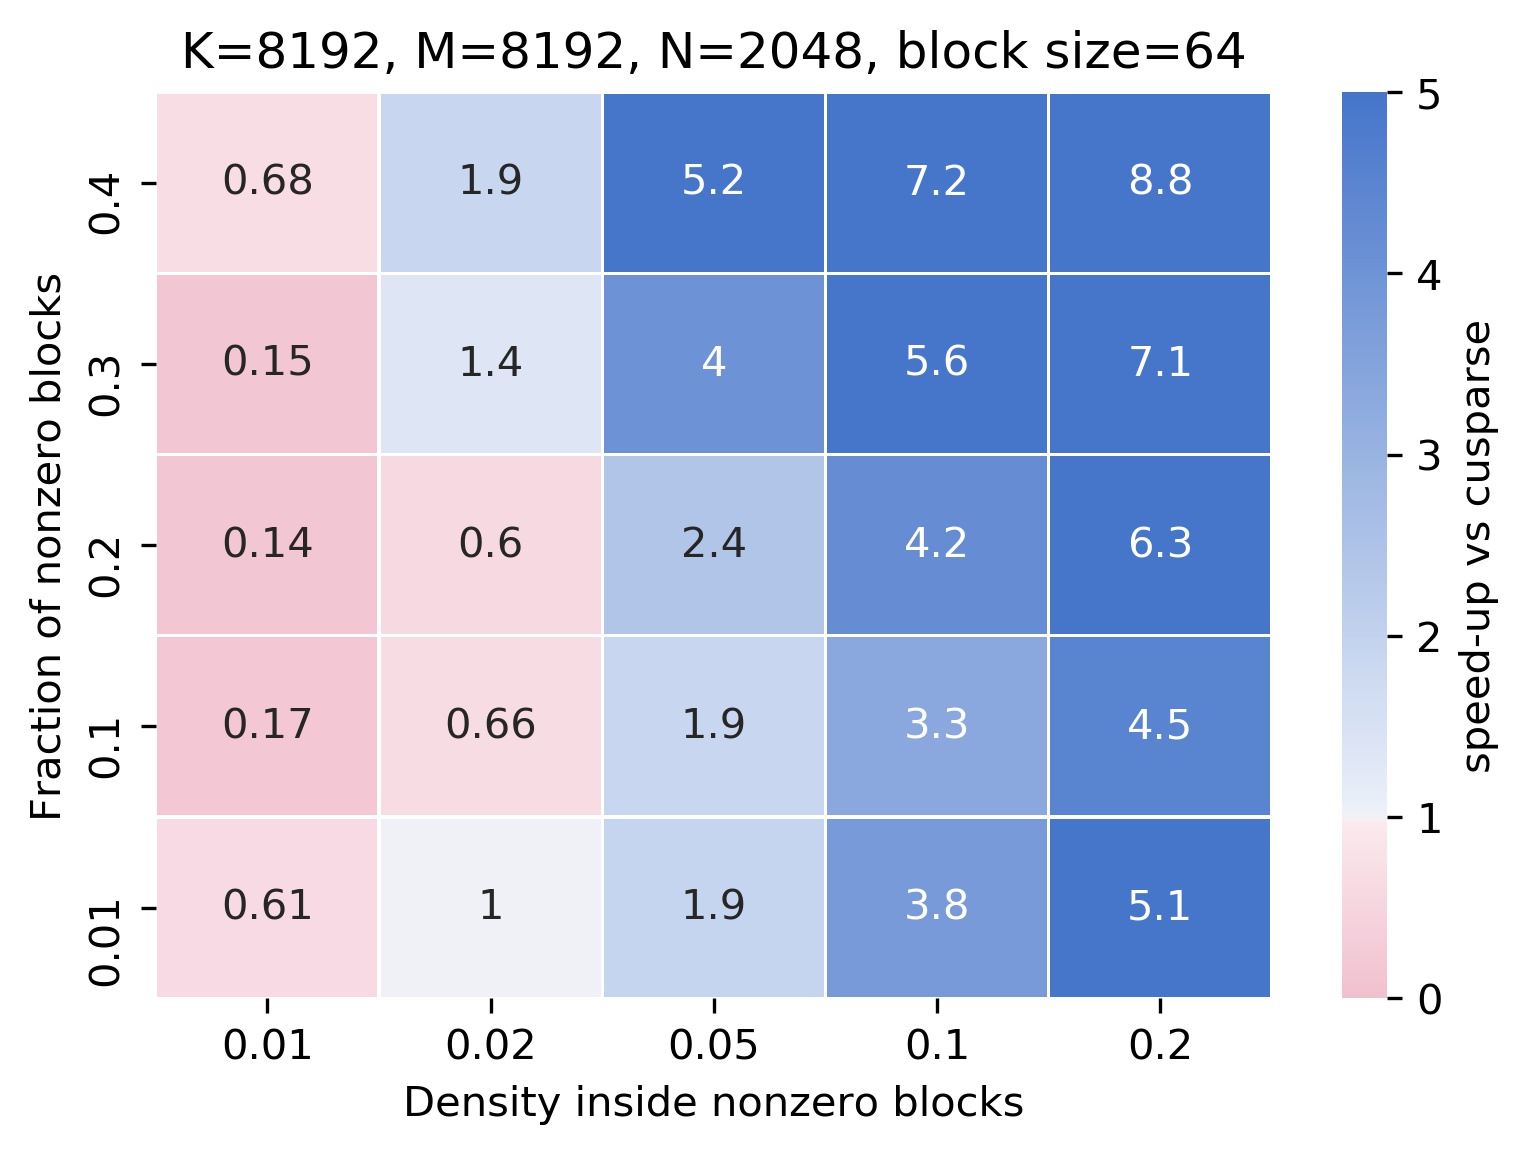 K=8192, M=8192, N=2048, block size=64
Fraction of nonzero blocks
0.4
0.68 1.9 5.2 7.2 8.8
0.3
0.15 1.4 4 5.6 7.1
0.2
0.14 0.6 2.4 4.2 6.3
0.1
0.17 0.66 1.9 3.3 4.5
0.01
0.61 1 1.9 3.8 5.1
0.01 0.02 0.05 0.1 0.2
Density inside nonzero blocks
5
4
3
2
1
0
speed-up vs cusparse